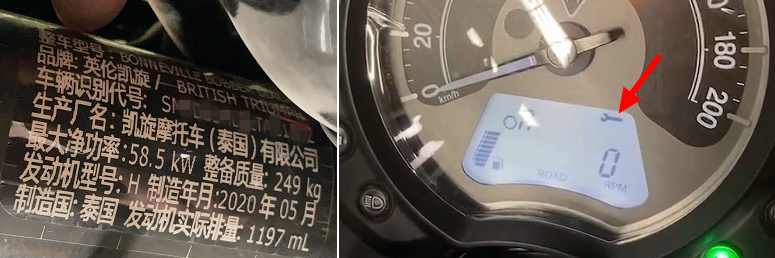 整车型号: BONNEVILLE BOBBER
品牌: 英伦凯旋/BRITISH TRIUMPH
车辆识别代号: SM
生产厂名: 凯旋摩托车(泰国)有限公司
最大净功率:58.5 kW 整备质量: 249 kg
发动机型号: H 制造年月:2020年05月
制造国: 泰国 发动机实际排量: 1197 mL
20
0
km/h
180
200
Off
ROAD
0
RPM